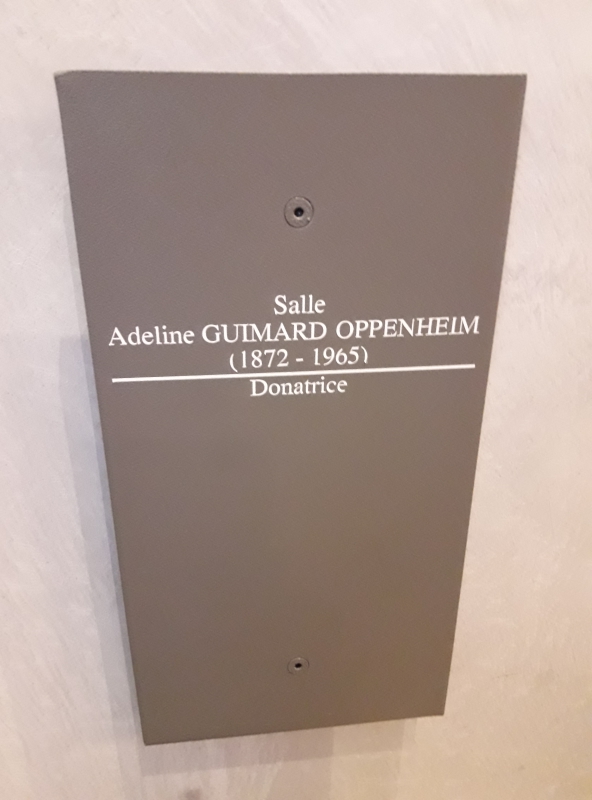 Salle
Adeline GUIMARD OPPENHEIM
(1872 - 1965)
Donatrice